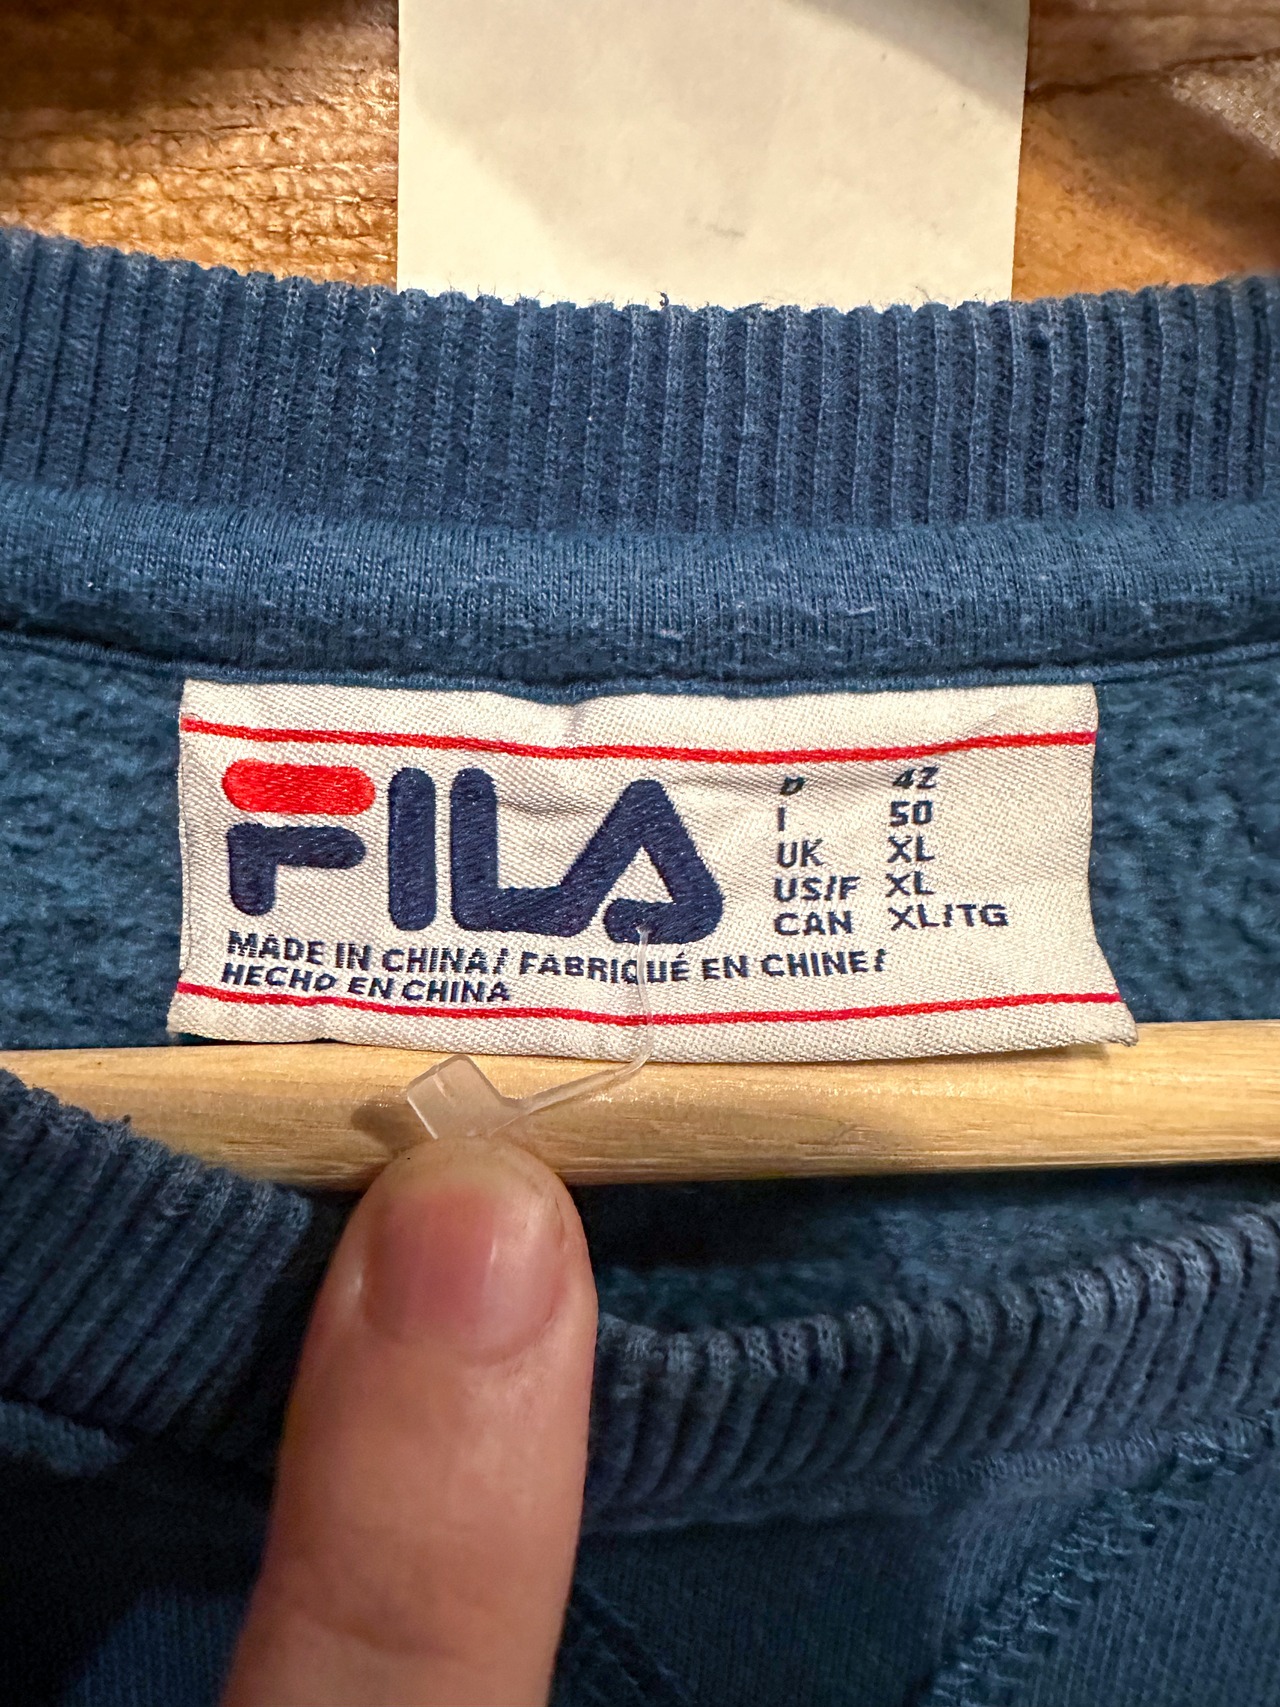 FILA
D 42
I 50
UK XL
US/F XL
CAN XL/TG
MADE IN CHINA/ FABRIQUÉ EN CHINE/
HECHO EN CHINA